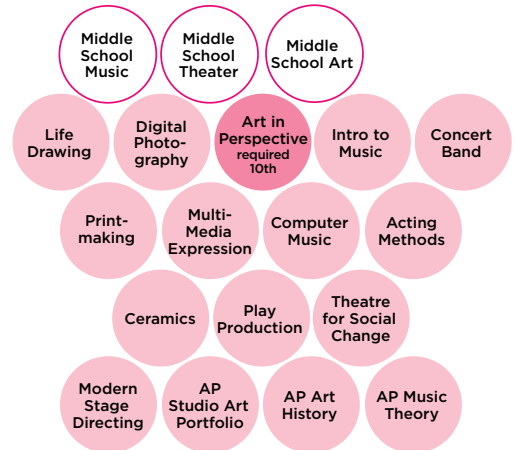 Middle
School
Music
Middle
School
Theater
Middle
School Art
Life
Drawing
Digital
Photo-
graphy
Art in
Perspective
required
10th
Intro to
Music
Concert
Band
Print-
making
Multi-
Media
Expression
Computer
Music
Acting
Methods
Ceramics
Play
Production
Theatre
for Social
Change
Modern
Stage
Directing
AP
Studio Art
Portfolio
AP Art
History
AP Music
Theory